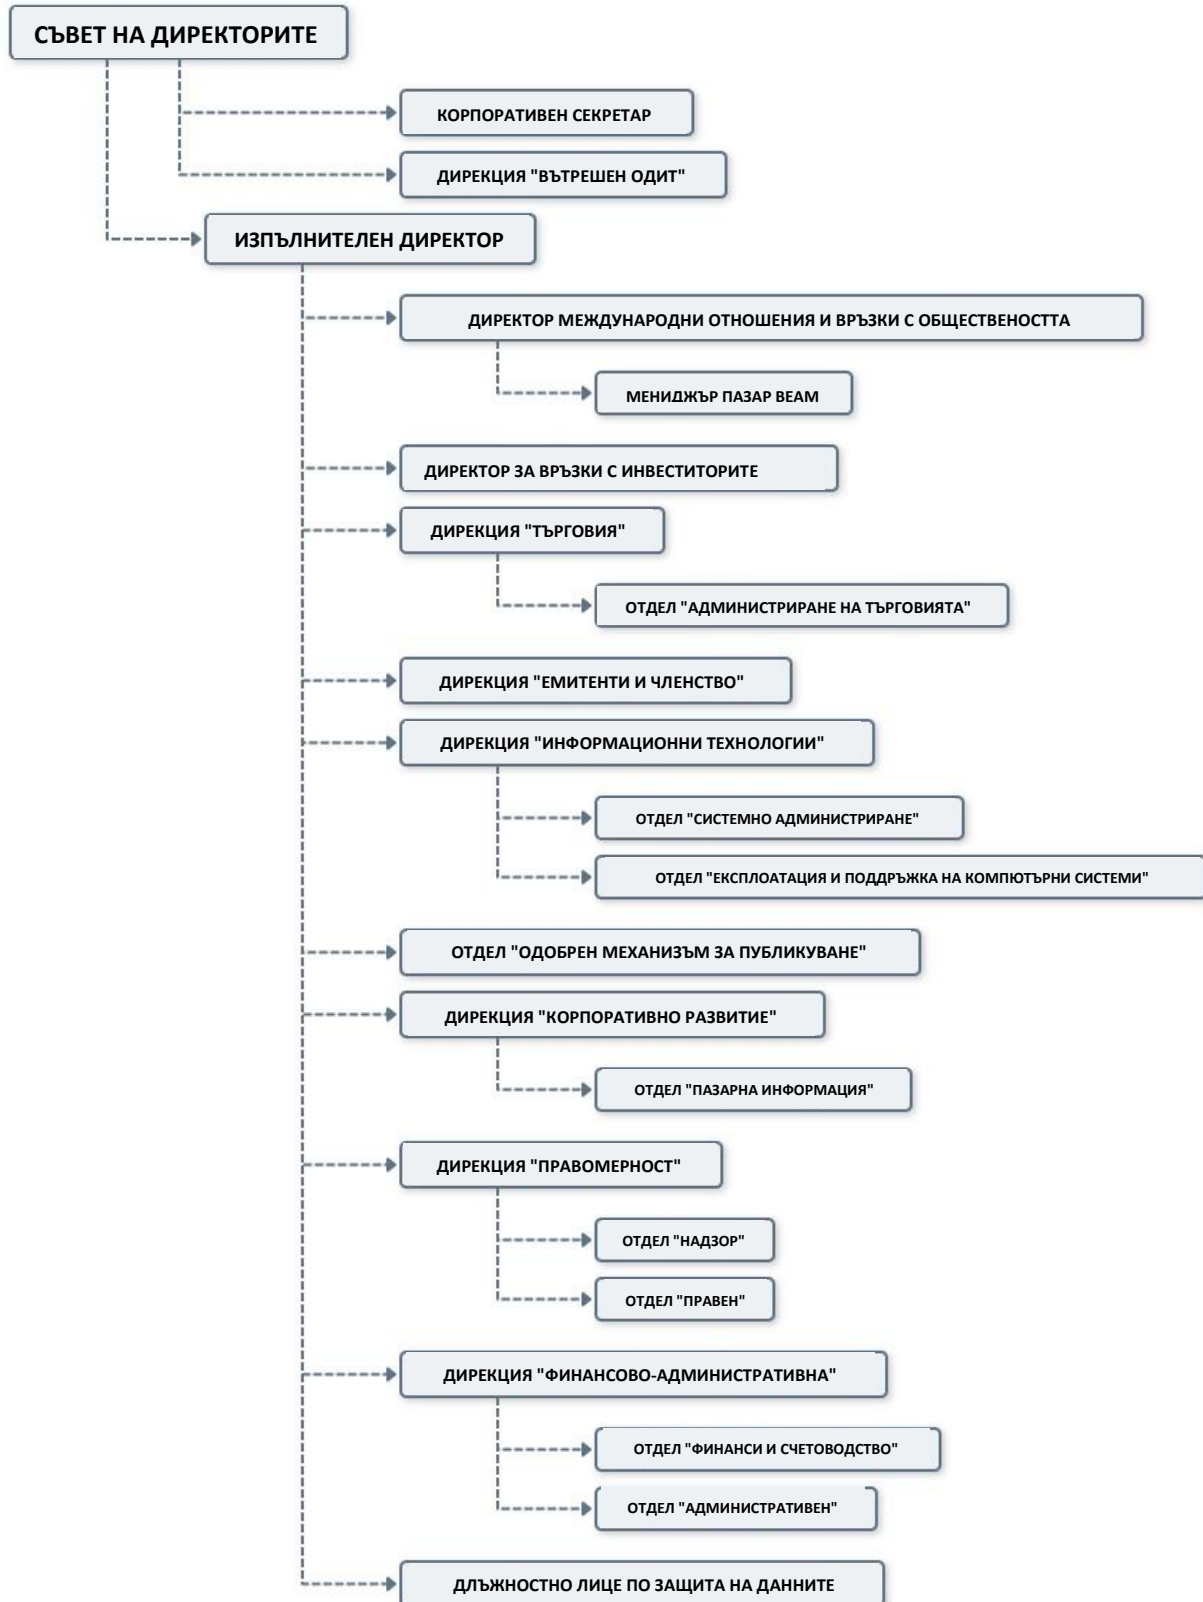 СЪВЕТ НА ДИРЕКТОРИТЕ
КОРПОРАТИВЕН СЕКРЕТАР
ДИРЕКЦИЯ "ВЪТРЕШЕН ОДИТ"
ИЗПЪЛНИТЕЛЕН ДИРЕКТОР
ДИРЕКТОР МЕЖДУНАРОДНИ ОТНОШЕНИЯ И ВРЪЗКИ С ОБЩЕСТВЕНОСТТА
МЕНИДЖЪР ПАЗАР BEAM
ДИРЕКТОР ЗА ВРЪЗКИ С ИНВЕСТИТОРИТЕ
ДИРЕКЦИЯ "ТЪРГОВИЯ"
ОТДЕЛ "АДМИНИСТРИРАНЕ НА ТЪРГОВИЯТА"
ДИРЕКЦИЯ "ЕМИТЕНТИ И ЧЛЕНСТВО"
ДИРЕКЦИЯ "ИНФОРМАЦИОННИ ТЕХНОЛОГИИ"
ОТДЕЛ "СИСТЕМНО АДМИНИСТРИРАНЕ"
ОТДЕЛ "ЕКСПЛОАТАЦИЯ И ПОДДРЪЖКА НА КОМПЮТЪРНИ СИСТЕМИ"
ОТДЕЛ "ОДОБРЕН МЕХАНИЗЪМ ЗА ПУБЛИКУВАНЕ"
ДИРЕКЦИЯ "КОРПОРАТИВНО РАЗВИТИЕ"
ОТДЕЛ "ПАЗАРНА ИНФОРМАЦИЯ"
ДИРЕКЦИЯ "ПРАВОМЕРНОСТ"
ОТДЕЛ "НАДЗОР"
ОТДЕЛ "ПРАВЕН"
ДИРЕКЦИЯ "ФИНАНСОВО-АДМИНИСТРАТИВНА"
ОТДЕЛ "ФИНАНСИ И СЧЕТОВОДСТВО"
ОТДЕЛ "АДМИНИСТРАТИВЕН"
ДЛЪЖНОСТНО ЛИЦЕ ПО ЗАЩИТА НА ДАННИТЕ